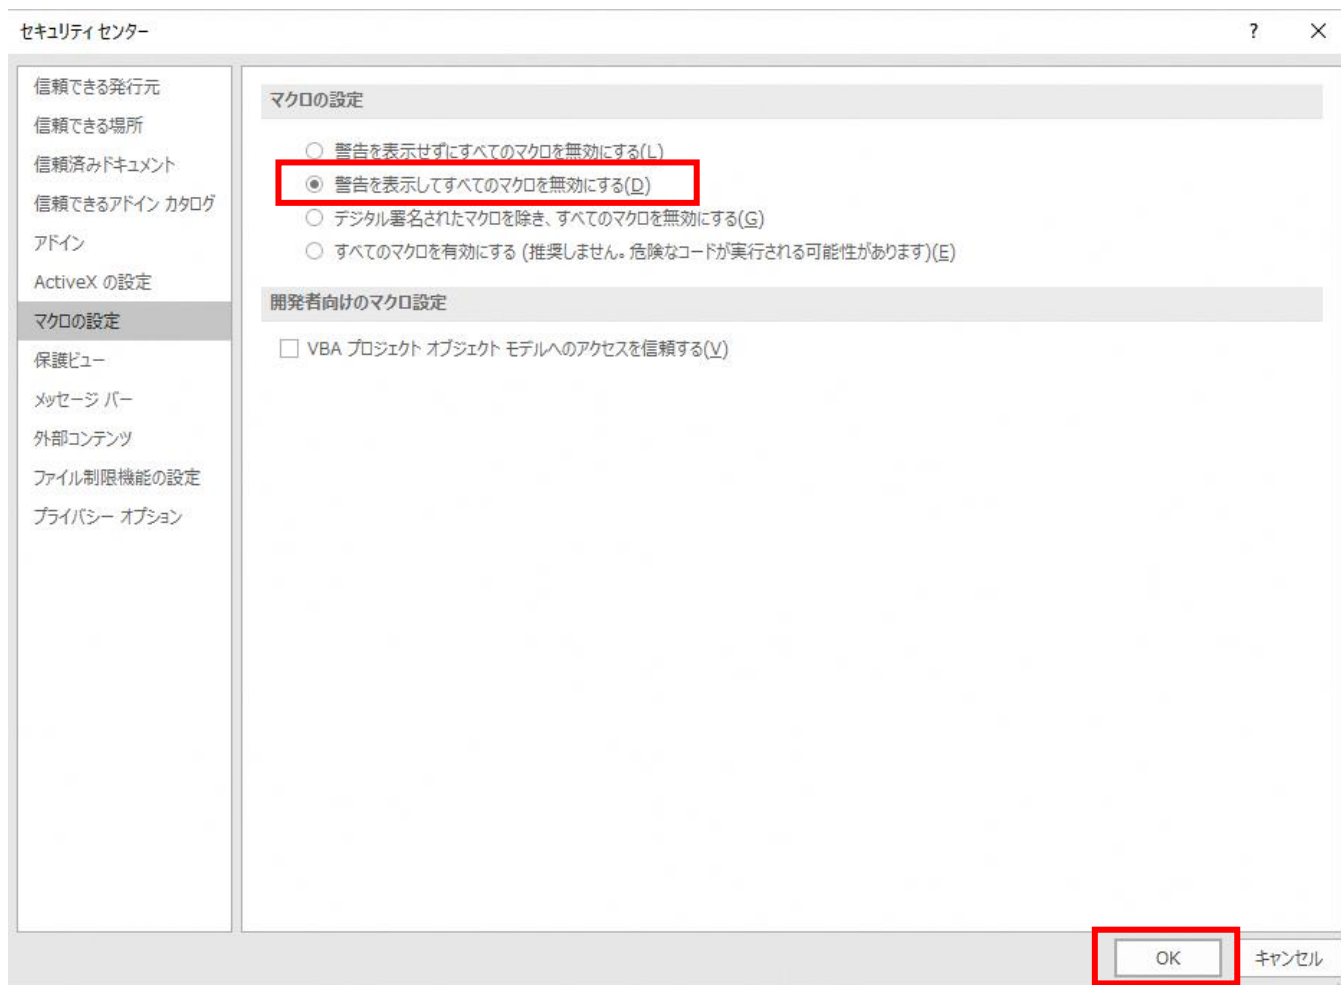 セキュリティ センター
? ×
信頼できる発行元
信頼できる場所
信頼済みドキュメント
信頼できるアドイン カタログ
アドイン
ActiveX の設定
マクロの設定
保護ビュー
メッセージ バー
外部コンテンツ
ファイル制限機能の設定
プライバシー オプション
マクロの設定
警告を表示せずにすべてのマクロを無効にする(L)
警告を表示してすべてのマクロを無効にする(D)
デジタル署名されたマクロを除き、すべてのマクロを無効にする(G)
すべてのマクロを有効にする (推奨しません。危険なコードが実行される可能性があります)(E)
開発者向けのマクロ設定
VBA プロジェクト オブジェクト モデルへのアクセスを信頼する(V)
OK キャンセル